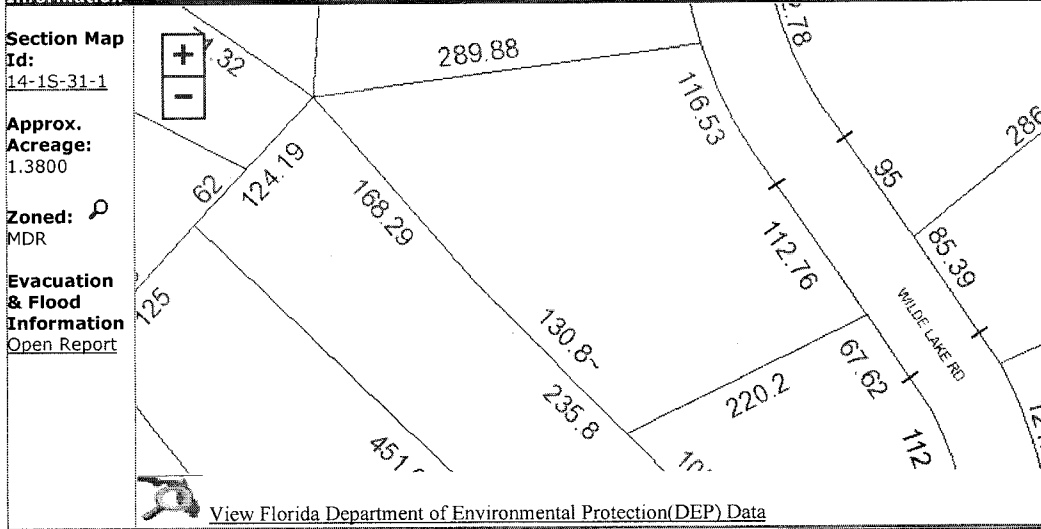 Section Map
Id:
14-1S-31-1
Approx.
Acreage:
1.3800
Zoned:
MDR
Evacuation
& Flood
Information
Open Report
+
−
289.88
116.53
95
62
124.19
168.29
85.39
112.76
125
WILDE LAKE RD
130.8~
67.62
235.8
220.2
112
View Florida Department of Environmental Protection(DEP) Data